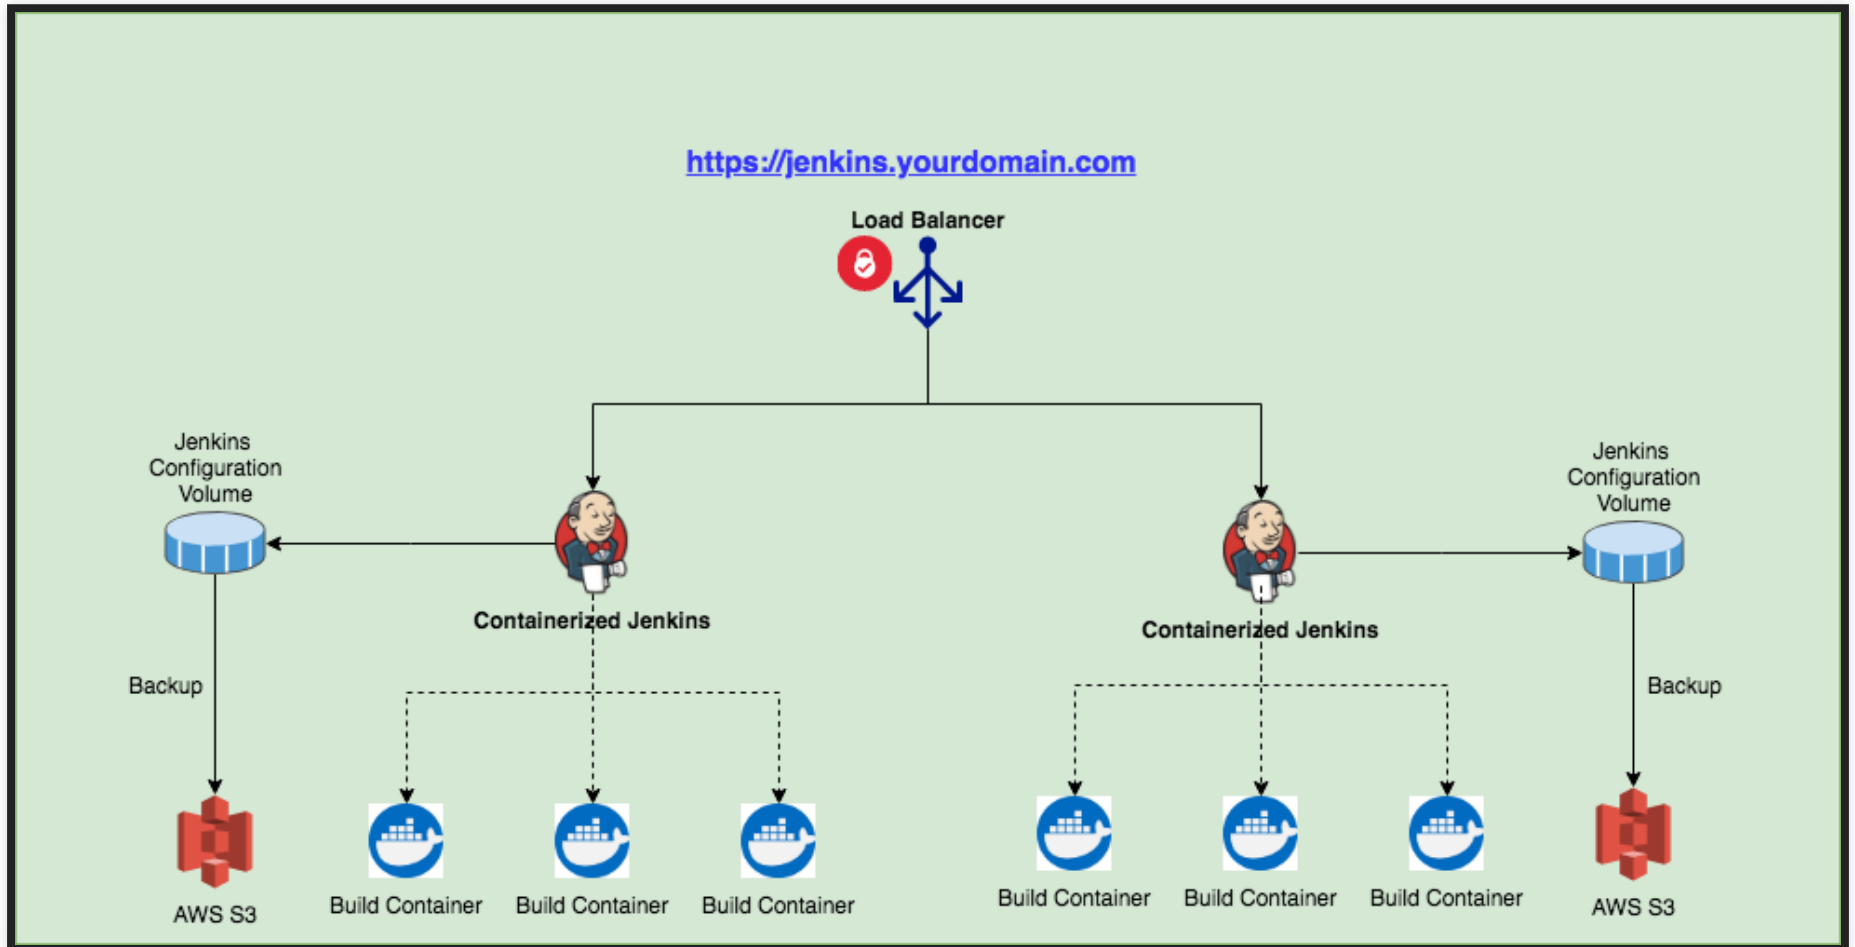 https://jenkins.yourdomain.com
Load Balancer
Jenkins
Configuration
Volume
Jenkins
Configuration
Volume
Containerized Jenkins
Containerized Jenkins
Backup
Backup
Build Container
Build Container
Build Container
Build Container
Build Container
Build Container
AWS S3
AWS S3